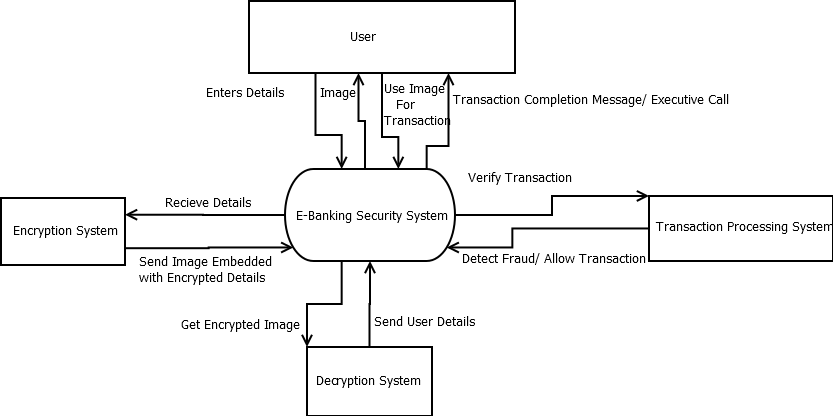 User
Enters Details
Image
Use Image
For
Transaction
Transaction Completion Message/ Executive Call
Verify Transaction
Recieve Details
E-Banking Security System
Encryption System
Transaction Processing System
Send Image Embedded
with Encrypted Details
Detect Fraud/ Allow Transaction
Get Encrypted Image
Send User Details
Decryption System